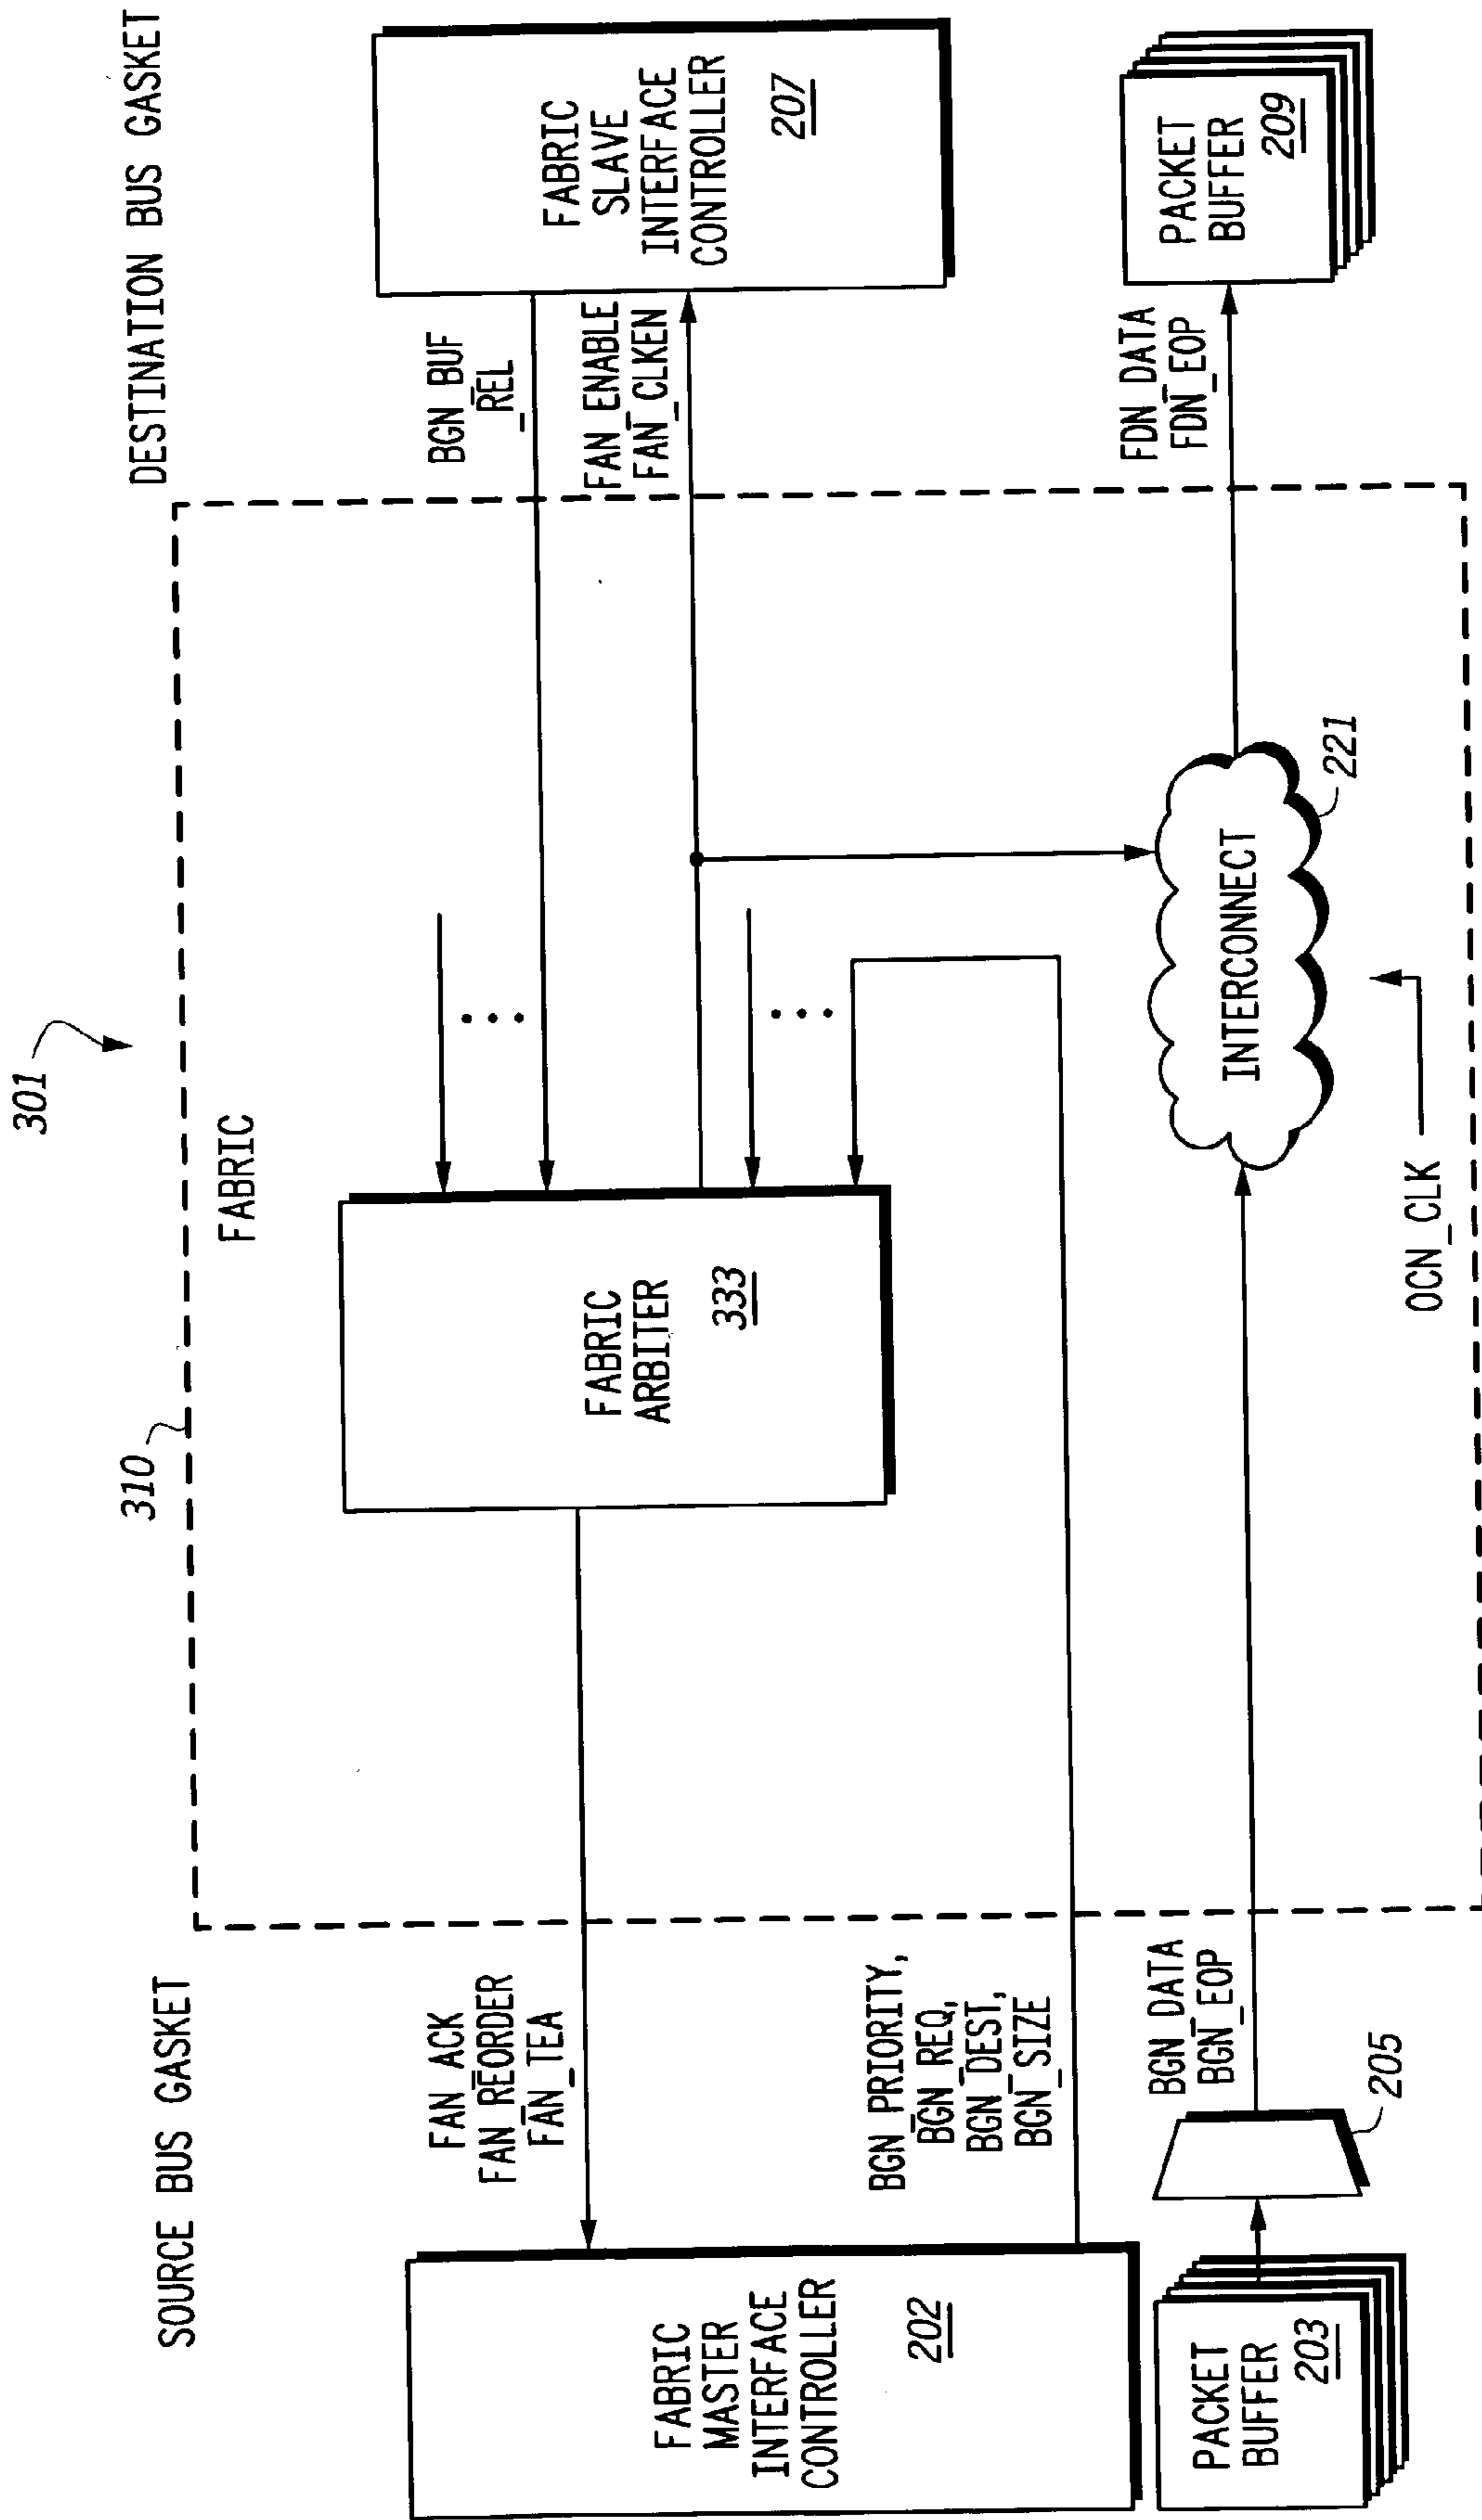 301
310
SOURCE BUS GASKET
FABRIC
DESTINATION BUS GASKET
FABRIC
MASTER
INTERFACE
CONTROLLER
202
FAN_ACK
FAN_REORDER
FAN_TEA
BGN_PRIORITY,
BGN_REQ,
BGN_DEST,
BGN_SIZE
FABRIC
ARBITER
333
BGN_BUF
_REL
FAN_ENABLE
FAN_CLKEN
FABRIC
SLAVE
INTERFACE
CONTROLLER
207
PACKET
BUFFER
203
205
BGN_DATA
BGN_EOP
INTERCONNECT
221
OCN_CLK
FDN_DATA
FDN_EOP
PACKET
BUFFER
209